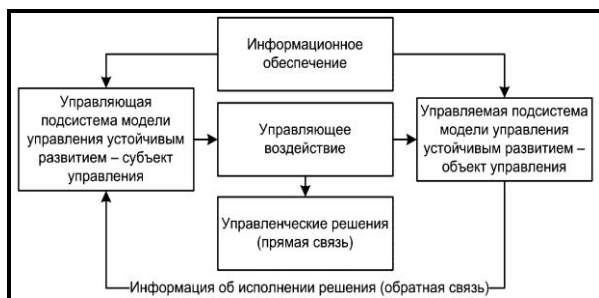 Информационное
обеспечение
Управляющая
подсистема модели
управления устойчивым
развитием – субъект
управления
Управляющее
воздействие
Управляемая подсистема
модели управления
устойчивым развитием –
объект управления
Управленческие решения
(прямая связь)
Информация об исполнении решения (обратная связь)